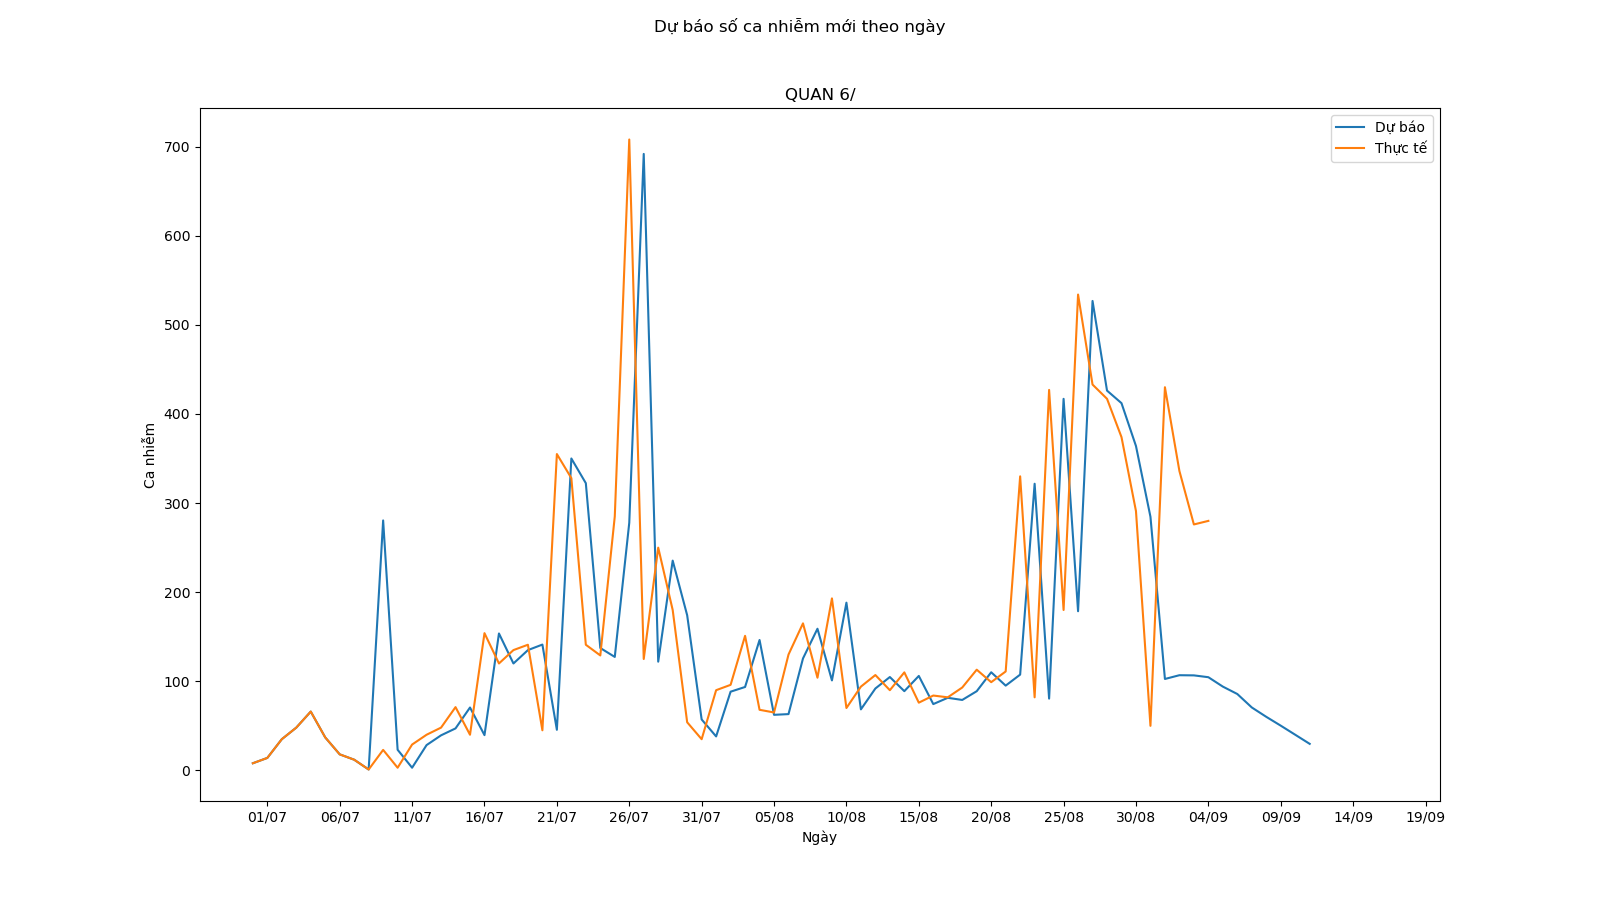 Dự báo số ca nhiễm mới theo ngày
QUAN 6/
Dự báo
Thực tế
700
600
500
400
300
200
100
0
Ca nhiễm
01/07 06/07 11/07 16/07 21/07 26/07 31/07 05/08 10/08 15/08 20/08 25/08 30/08 04/09 09/09 14/09 19/09
Ngày